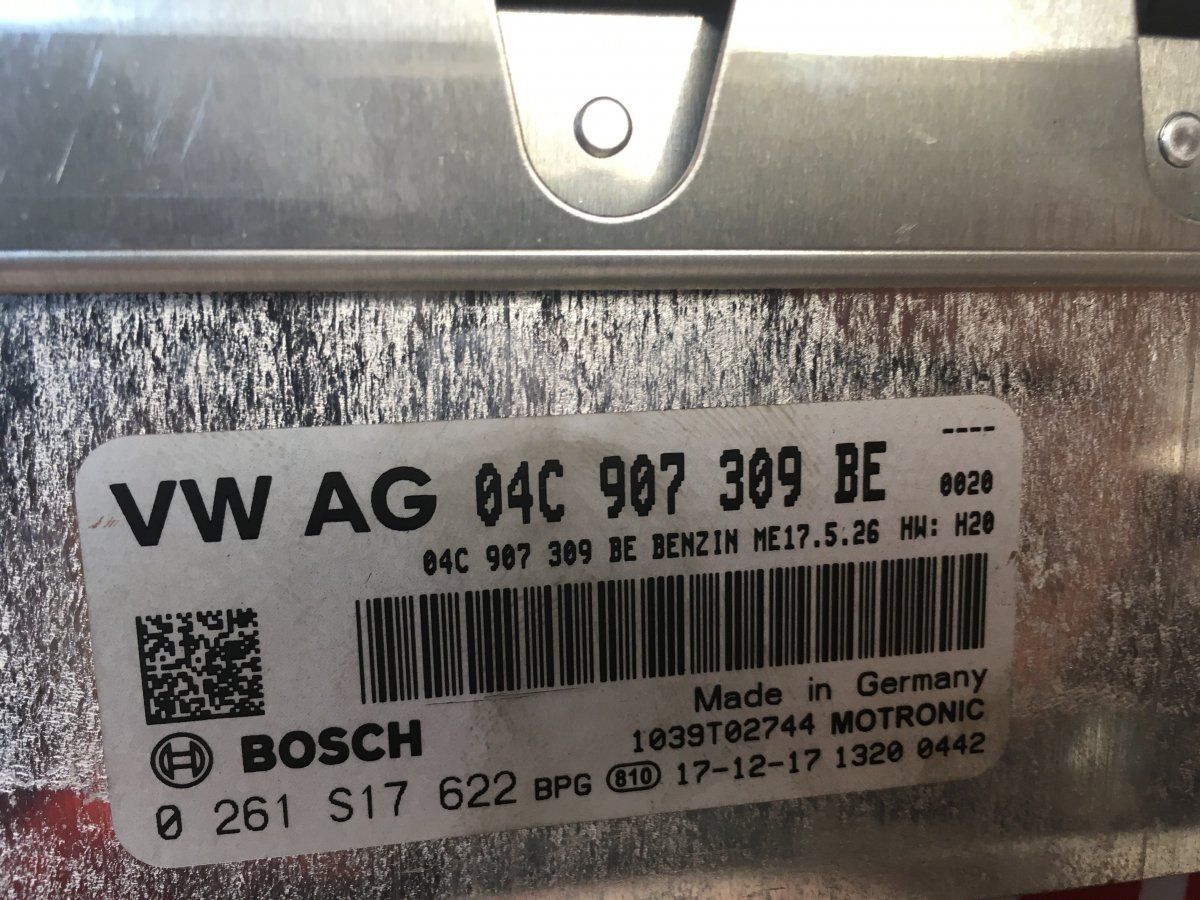 ----
VW AG 04C 907 309 BE 0020
04C 907 309 BE BENZIN ME17.5.26 HW: H20
Made in Germany
1039T02744 MOTRONIC
BOSCH
0 261 S17 622 BPG 810 17-12-17 1320 0442